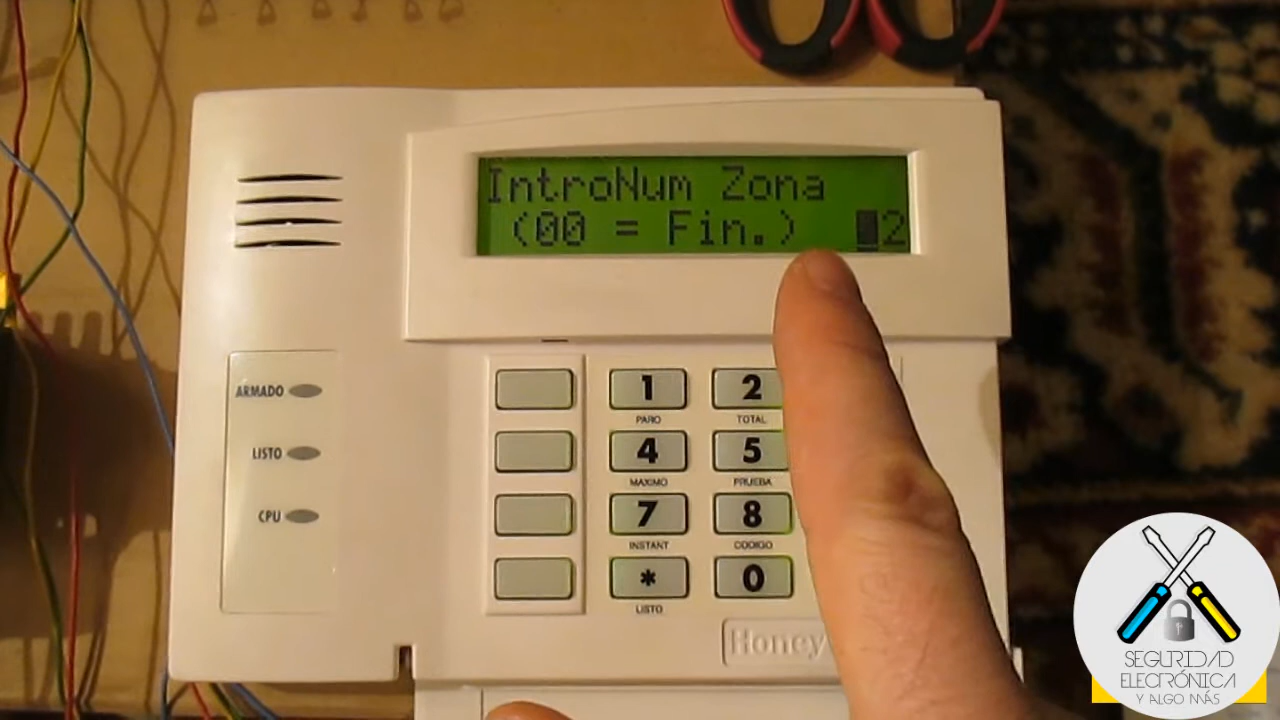 IntroNum Zona
(00 = Fin.) 2
ARMADO
LISTO
CPU
1
PARO
2
TOTAL
4
MAXIMO
5
PRUEBA
7
INSTANT
8
CODIGO
*
LISTO
0
Honey
SEGURIDAD
ELECTRÓNICA
Y ALGO MÁS